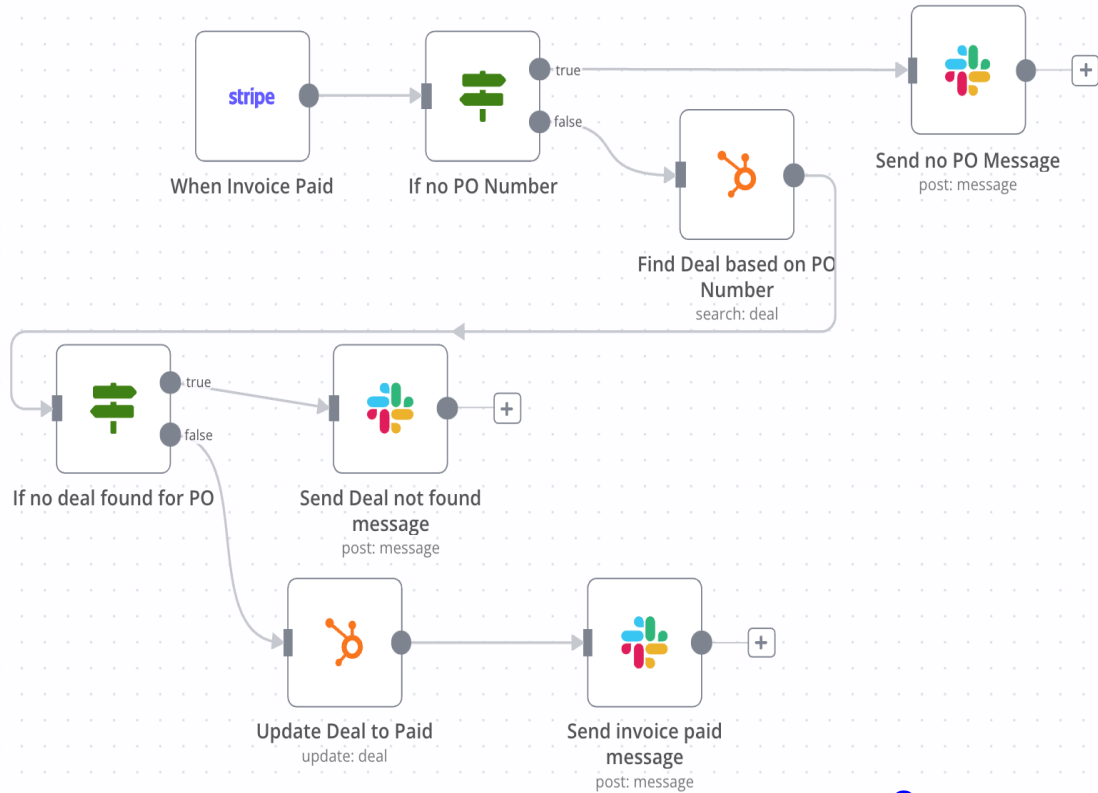 stripe
When Invoice Paid
true
false
If no PO Number
Send no PO Message
post: message
Find Deal based on PO
Number
search: deal
true
false
If no deal found for PO
Send Deal not found
message
post: message
Update Deal to Paid
update: deal
Send invoice paid
message
post: message